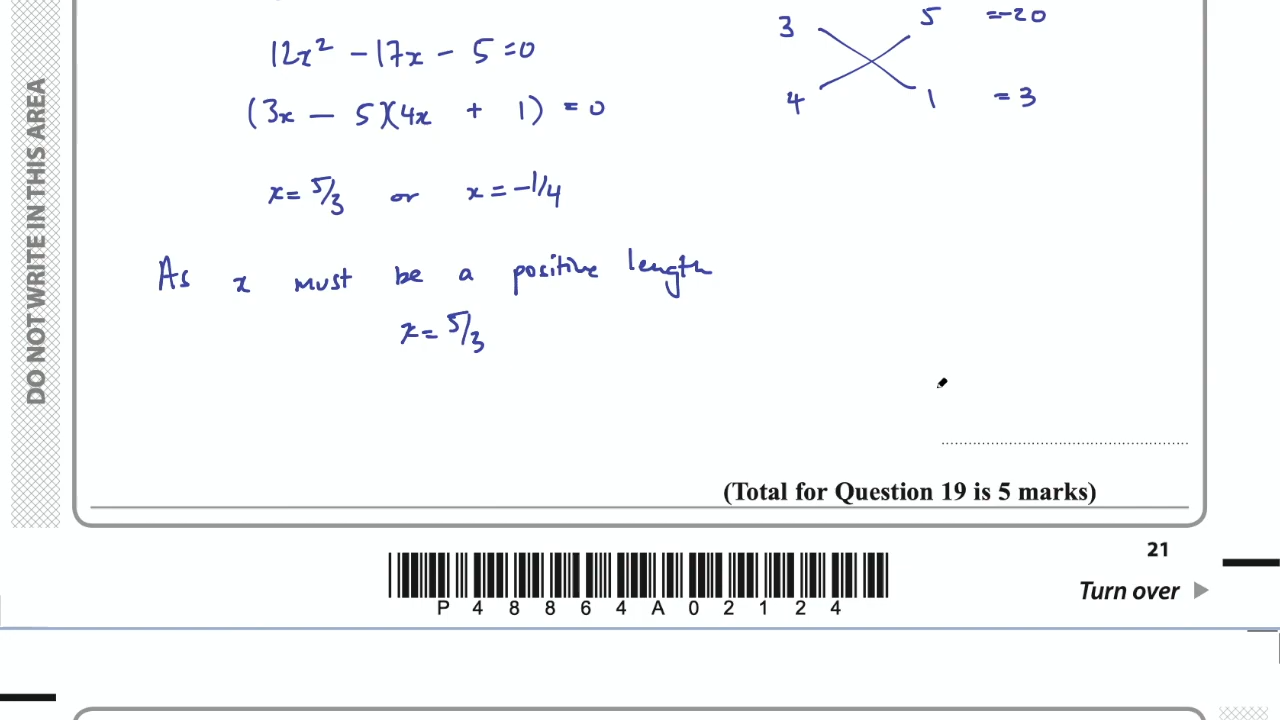 3 5 =-20
12x² - 17x - 5 =0
4 1 = 3
(3x - 5)(4x + 1) = 0
x= 5/3 or x = -1/4
As x must be a positive length
x= 5/3
(Total for Question 19 is 5 marks)
DO NOT WRITE IN THIS AREA
21
P 4 8 8 6 4 A 0 2 1 2 4
Turn over